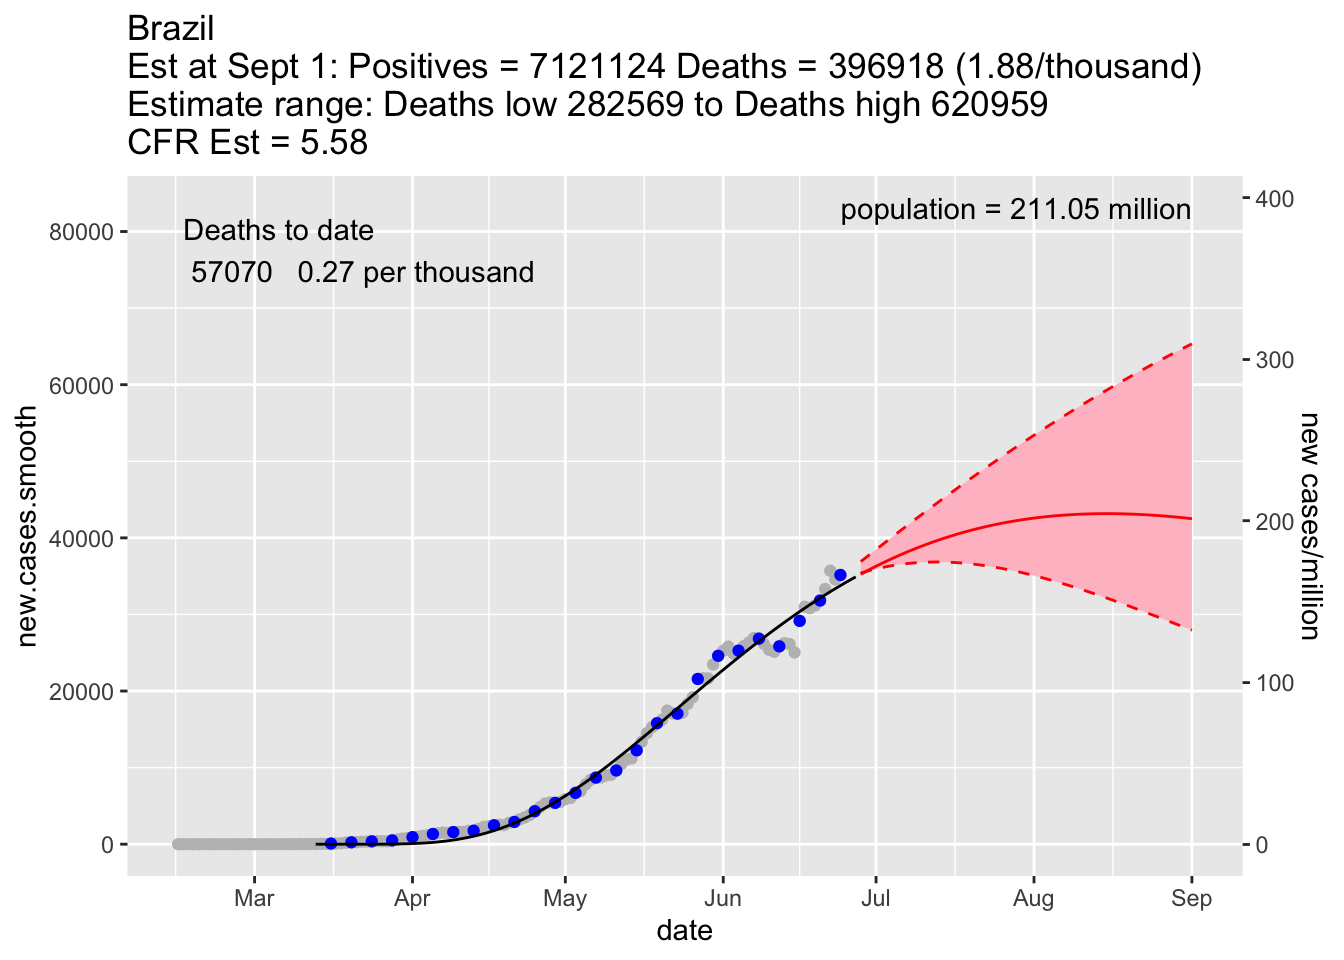 Brazil
Est at Sept 1: Positives = 7121124 Deaths = 396918 (1.88/thousand)
Estimate range: Deaths low 282569 to Deaths high 620959
CFR Est = 5.58
population = 211.05 million
Deaths to date
57070 0.27 per thousand
new.cases.smooth
80000
60000
40000
20000
0
400
300
200
100
0
new cases/million
Mar Apr May Jun Jul Aug Sep
date